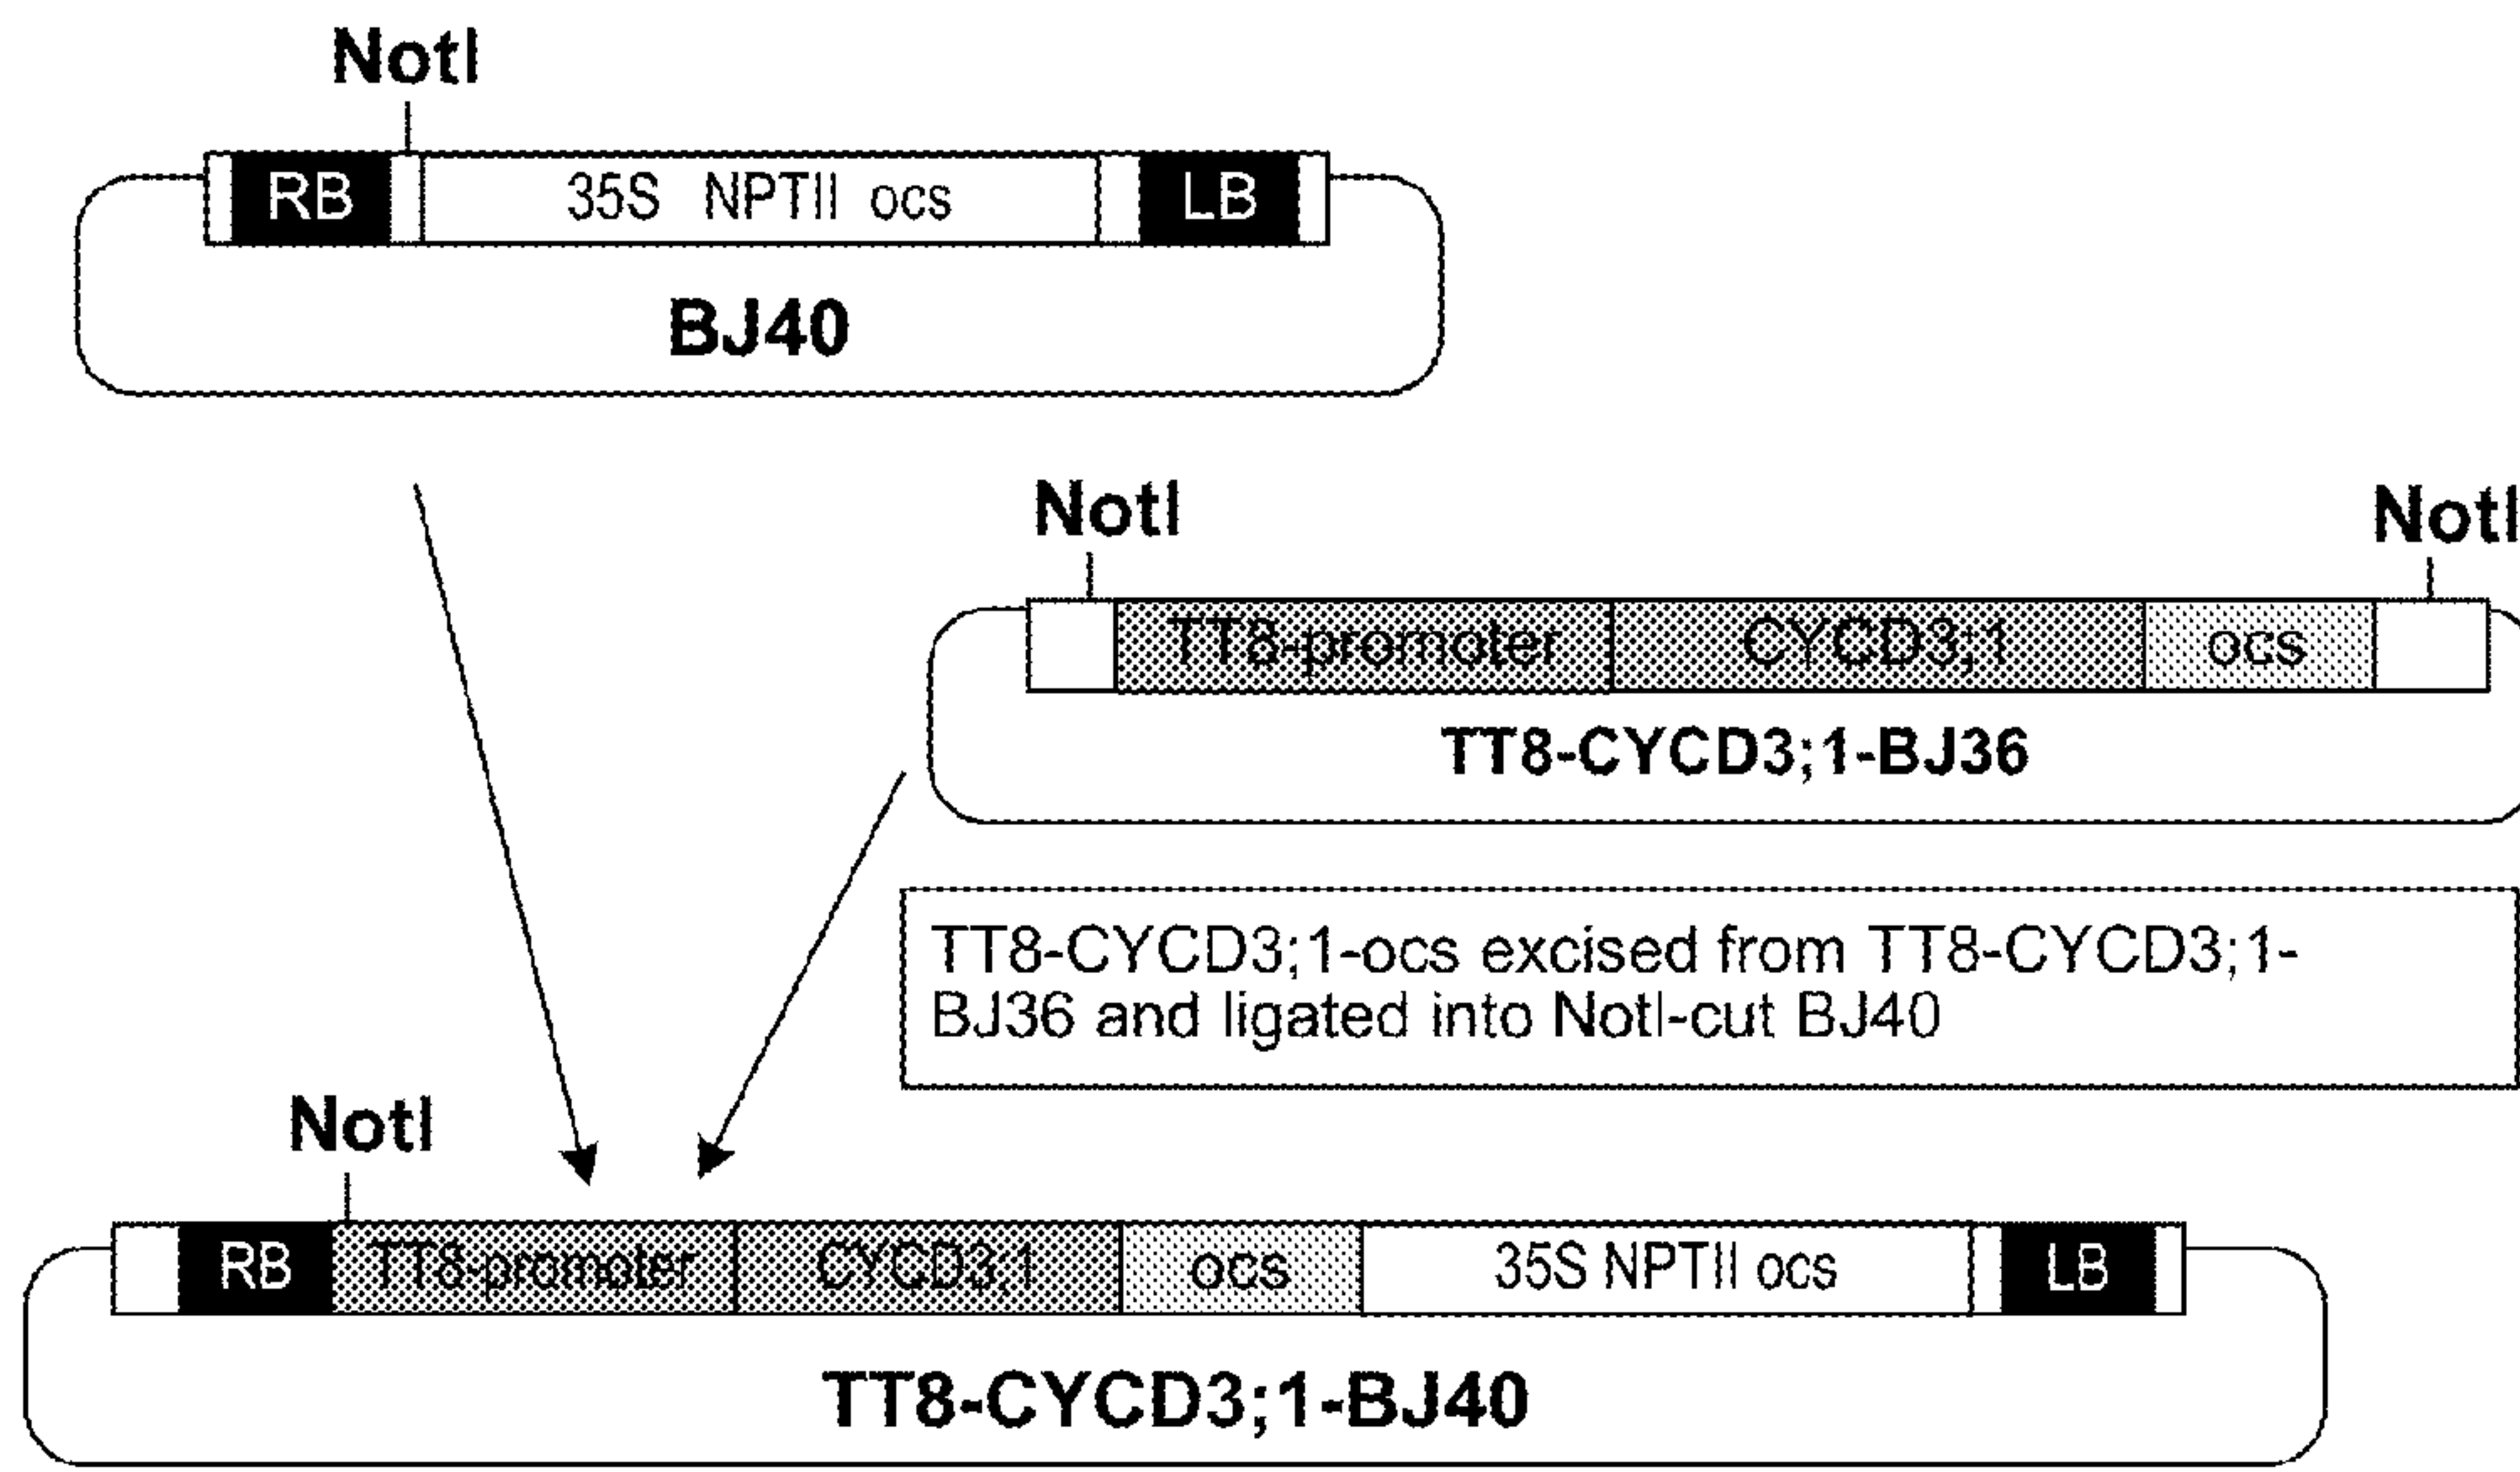 NotI
RB 35S NPTII ocs LB
BJ40
NotI NotI
TT8-promoter CYCD3;1 ocs
TT8-CYCD3;1-BJ36
TT8-CYCD3;1-ocs excised from TT8-CYCD3;1-
BJ36 and ligated into NotI-cut BJ40
NotI
RB TT8-promoter CYCD3;1 ocs 35S NPTII ocs LB
TT8-CYCD3;1-BJ40